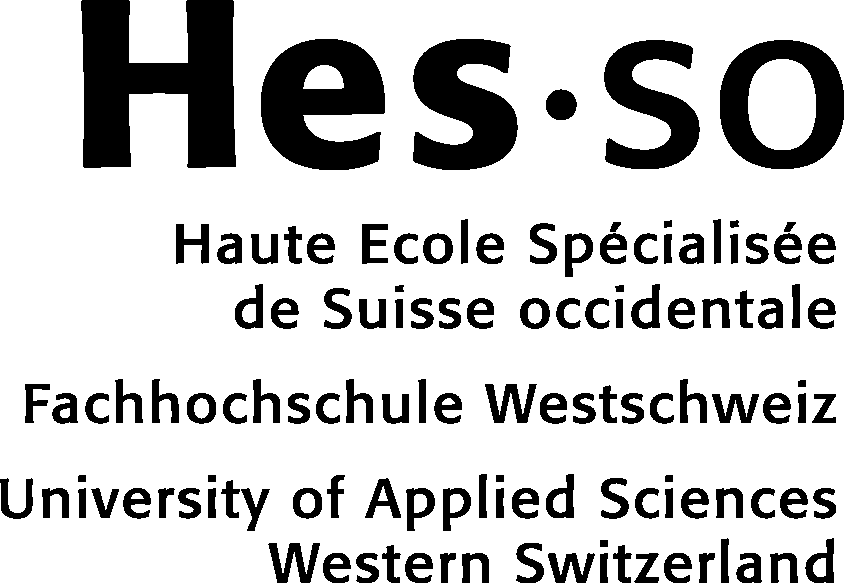 Hes·so
Haute Ecole Spécialisée
de Suisse occidentale
Fachhochschule Westschweiz
University of Applied Sciences
Western Switzerland